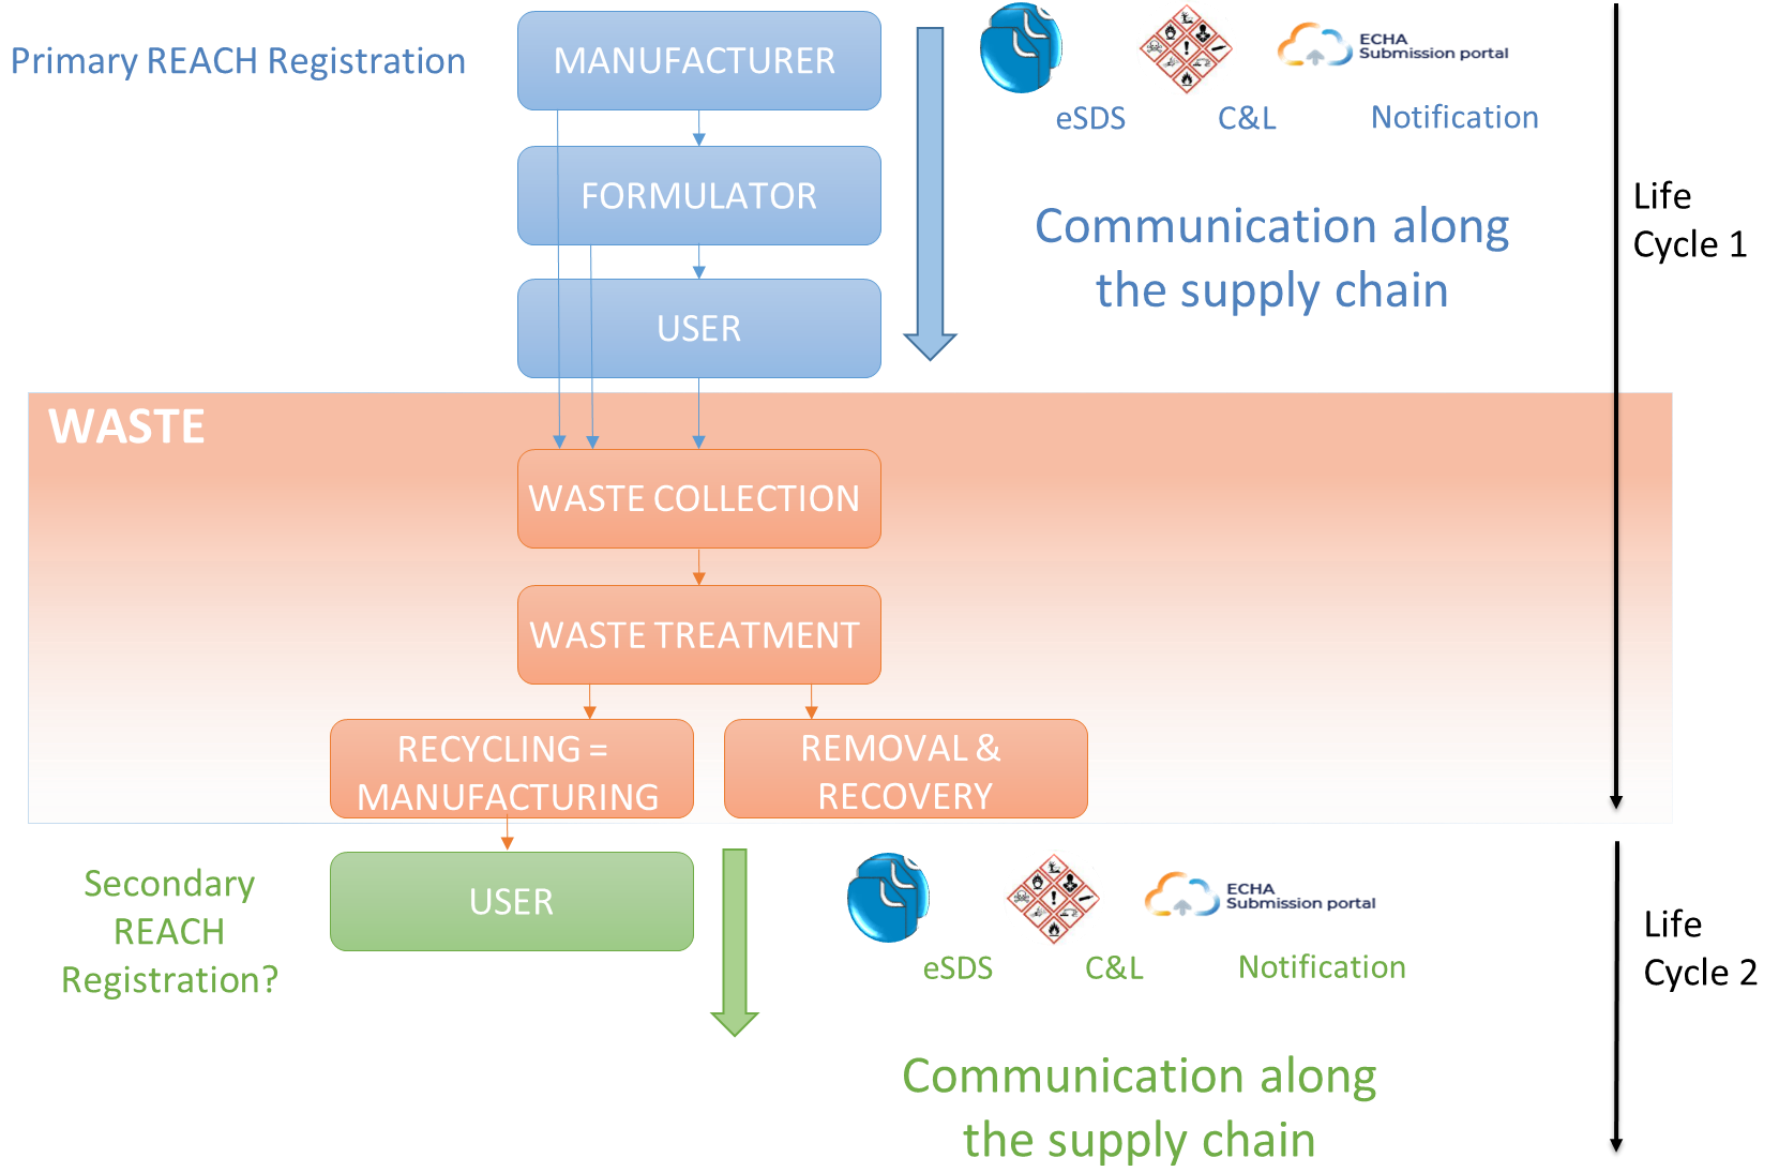 Primary REACH Registration
MANUFACTURER
ECHA
Submission portal
eSDS
C&L
Notification
FORMULATOR
Communication along
the supply chain
Life
Cycle 1
USER
WASTE
WASTE COLLECTION
WASTE TREATMENT
RECYCLING =
MANUFACTURING
REMOVAL &
RECOVERY
Secondary
REACH
Registration?
USER
ECHA
Submission portal
eSDS
C&L
Notification
Life
Cycle 2
Communication along
the supply chain